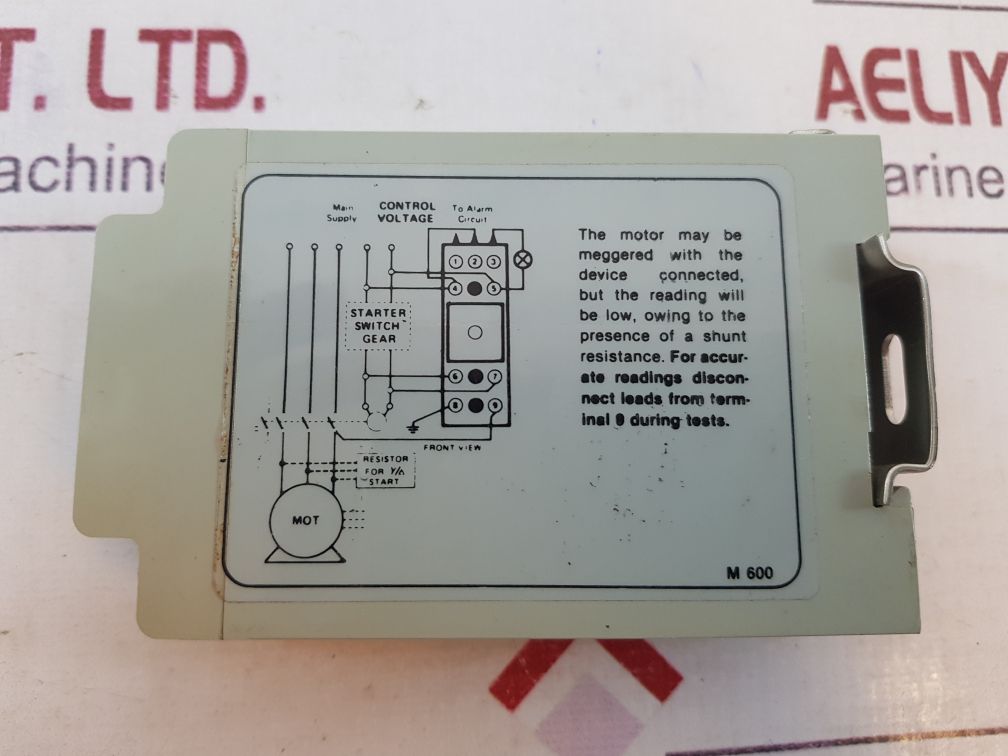 T. LTD.
AELIY
achin
arine
Main
Supply
CONTROL
VOLTAGE
To Alarm
Circuit
1 2 3
4 5
STARTER
SWITCH
GEAR
6 7
8 9
FRONT VIEW
RESISTOR
FOR Y/Δ
START
MOT
The motor may be
meggered with the
device connected,
but the reading will
be low, owing to the
presence of a shunt
resistance. For accur-
ate readings discon-
nect leads from term-
inal 9 during tests.
M 600